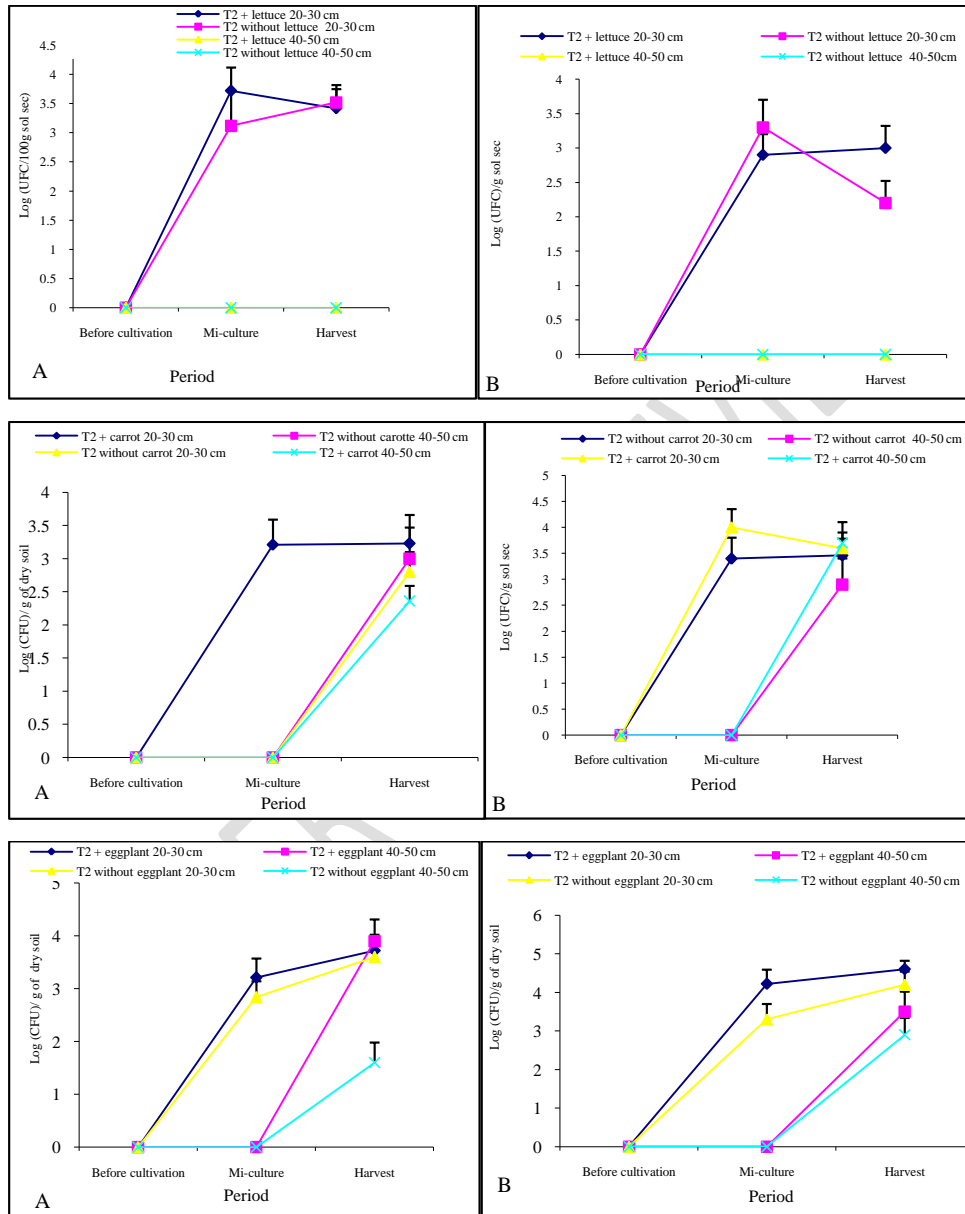 T2 + lettuce 20-30 cm
T2 without lettuce 20-30 cm
T2 + lettuce 40-50 cm
T2 without lettuce 40-50 cm
Log (UFC/100g sol sec)
4.5
4
3.5
3
2.5
2
1.5
1
0.5
0
Before cultivation Mi-culture Harvest
A
Period
T2 + lettuce 20-30 cm T2 without lettuce 20-30 cm
T2 + lettuce 40-50 cm T2 without lettuce 40-50cm
Log (UFC)/g sol sec
4
3.5
3
2.5
2
1.5
1
0.5
0
Before cultivation Mi-culture Harvest
B
Period
T2 + carrot 20-30 cm T2 without carotte 40-50 cm
T2 without carrot 20-30 cm T2 + carrot 40-50 cm
Log (CFU)/ g of dry soil
4
3.5
3
2.5
2
1.5
1
0.5
0
Before cultivation Mi-culture Harvest
A
Period
T2 without carrot 20-30 cm T2 without carrot 40-50 cm
T2 + carrot 20-30 cm T2 + carrot 40-50 cm
Log (UFC)/g sol sec
5
4.5
4
3.5
3
2.5
2
1.5
1
0.5
0
Before cultivation Mi-culture Harvest
B
Period
T2 + eggplant 20-30 cm T2 + eggplant 40-50 cm
T2 without eggplant 20-30 cm T2 without eggplant 40-50 cm
Log (CFU)/ g of dry soil
5
4
3
2
1
0
Before cultivation Mi-culture Harvest
A
Period
T2 + eggplant 20-30 cm T2 + eggplant 40-50 cm
T2 without eggplant 20-30 cm T2 without eggplant 40-50 cm
Log (CFU)/ g of dry soil
6
5
4
3
2
1
0
Before cultivation Mi-culture Harvest
B
Period